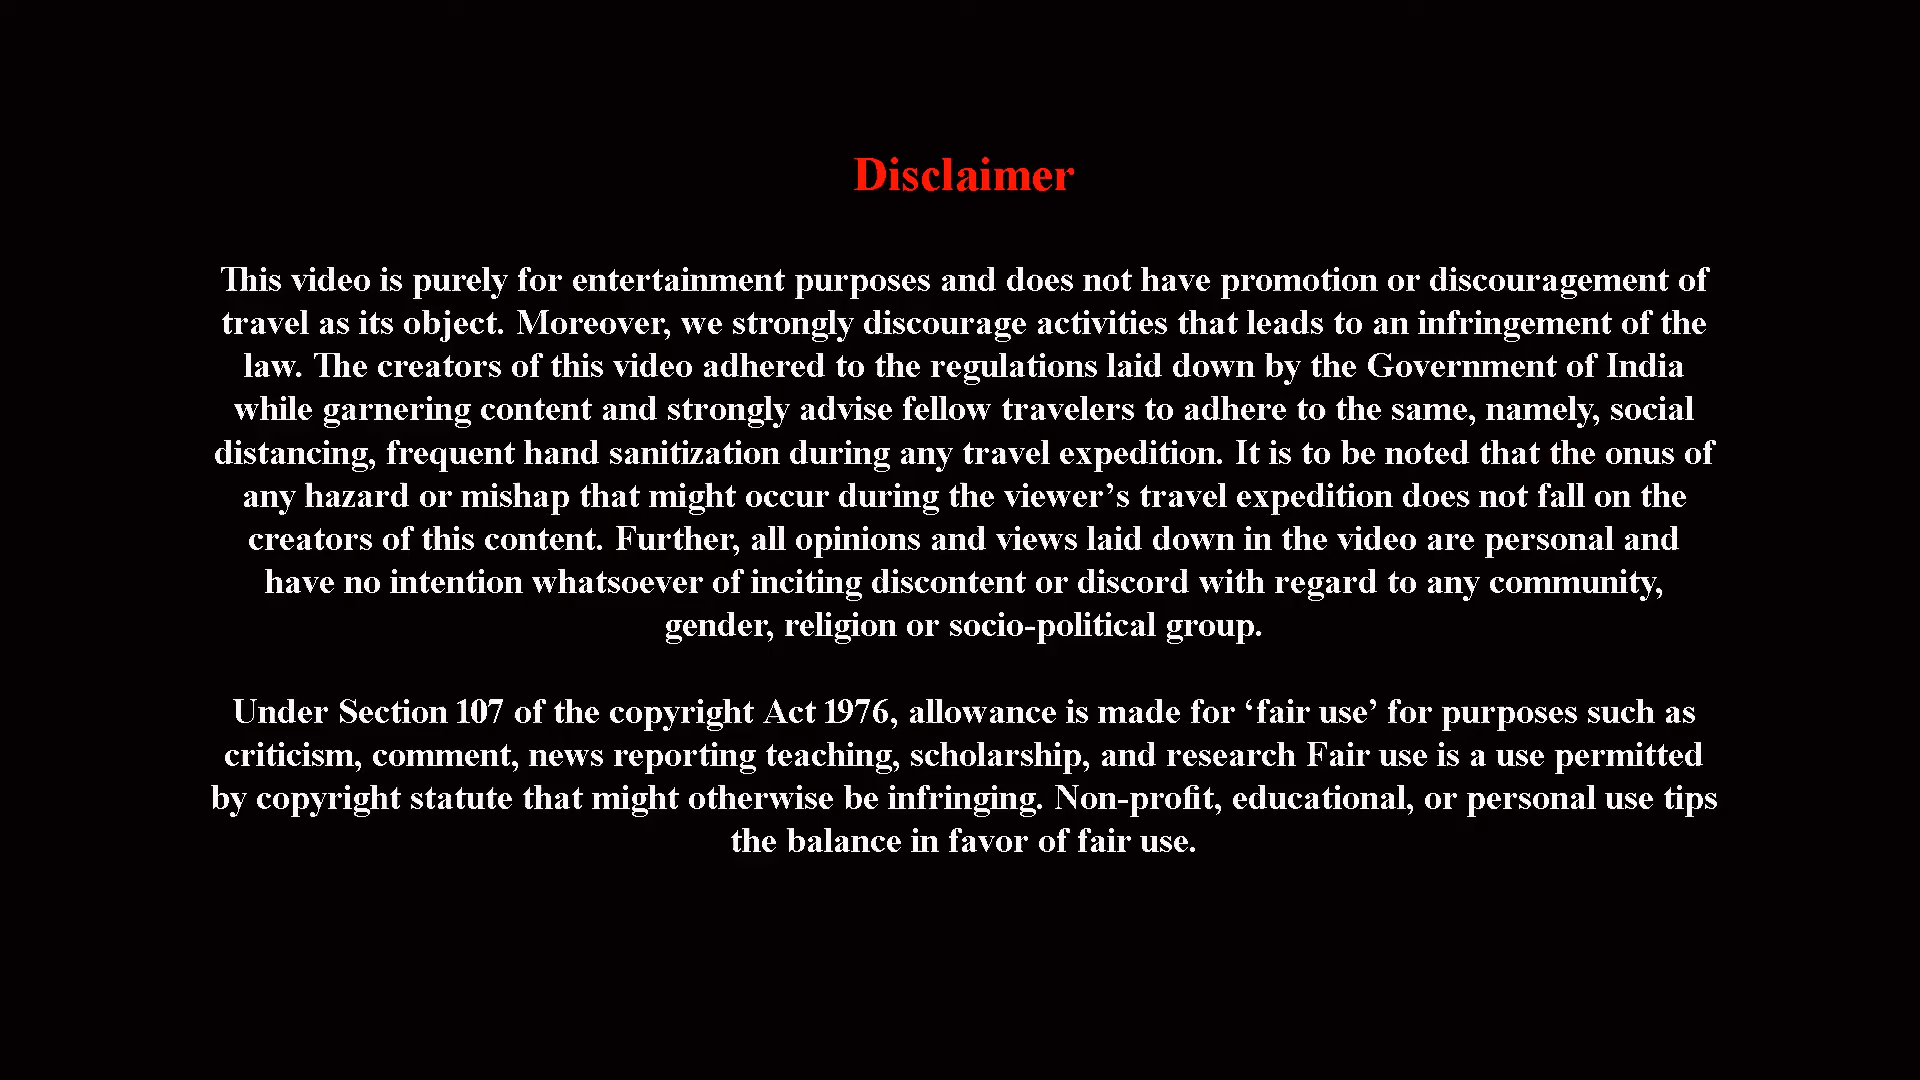 Disclaimer
This video is purely for entertainment purposes and does not have promotion or discouragement of
travel as its object. Moreover, we strongly discourage activities that leads to an infringement of the
law. The creators of this video adhered to the regulations laid down by the Government of India
while garnering content and strongly advise fellow travelers to adhere to the same, namely, social
distancing, frequent hand sanitization during any travel expedition. It is to be noted that the onus of
any hazard or mishap that might occur during the viewer’s travel expedition does not fall on the
creators of this content. Further, all opinions and views laid down in the video are personal and
have no intention whatsoever of inciting discontent or discord with regard to any community,
gender, religion or socio-political group.
Under Section 107 of the copyright Act 1976, allowance is made for ‘fair use’ for purposes such as
criticism, comment, news reporting teaching, scholarship, and research Fair use is a use permitted
by copyright statute that might otherwise be infringing. Non-profit, educational, or personal use tips
the balance in favor of fair use.